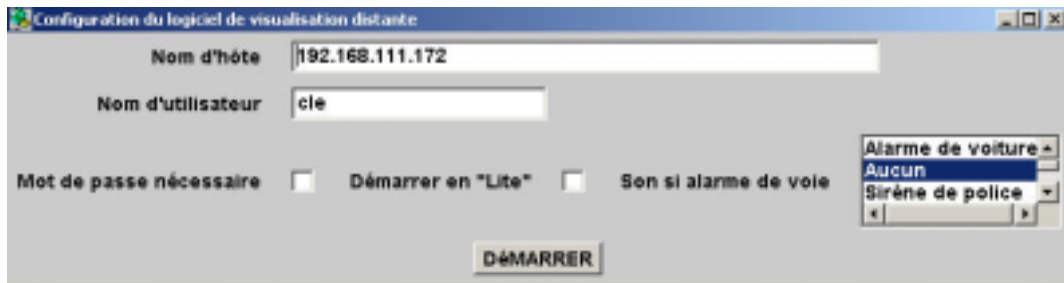 Configuration du logiciel de visualisation distante
Nom d'hôte 192.168.111.172
Nom d'utilisateur cle
Alarme de voiture
Mot de passe nécessaire Démarrer en "Lite" Son si alarme de voie Aucun
Sirène de police
DéMARRER